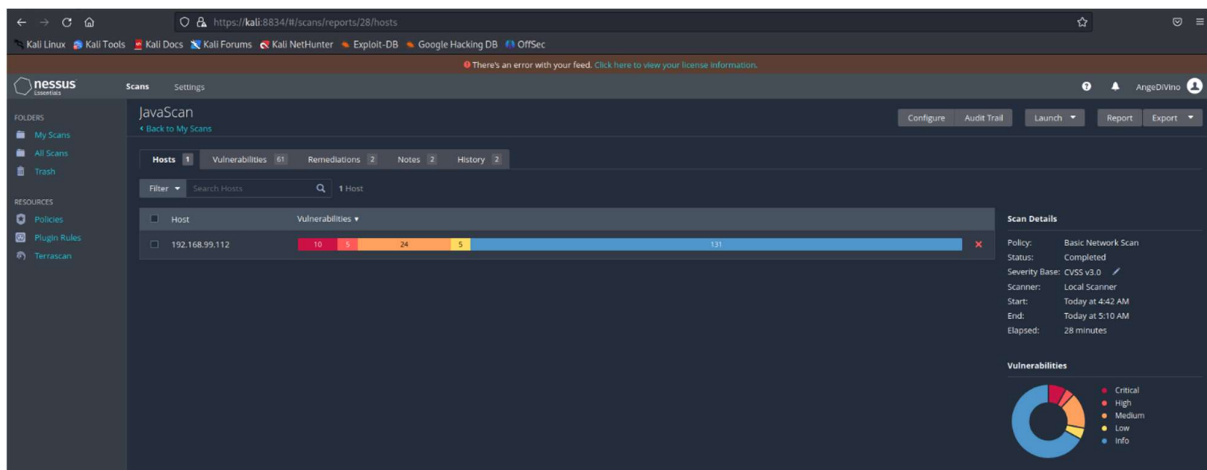 https://kali:8834/#/scans/reports/28/hosts
Kali Linux Kali Tools Kali Docs Kali Forums Kali NetHunter Exploit-DB Google Hacking DB OffSec
There's an error with your feed. Click here to view your license information.
nessus Essentials Scans Settings AngeDiVino
FOLDERS
My Scans
All Scans
Trash
RESOURCES
Policies
Plugin Rules
Terrascan
JavaScan
Back to My Scans
Configure Audit Trail Launch Report Export
Hosts 1 Vulnerabilities 61 Remediations 2 Notes 2 History 2
Filter Search Hosts 1 Host
Host Vulnerabilities
192.168.99.112 10 5 24 5 131
Scan Details
Policy: Basic Network Scan
Status: Completed
Severity Base: CVSS v3.0
Scanner: Local Scanner
Start: Today at 4:42 AM
End: Today at 5:10 AM
Elapsed: 28 minutes
Vulnerabilities
Critical
High
Medium
Low
Info